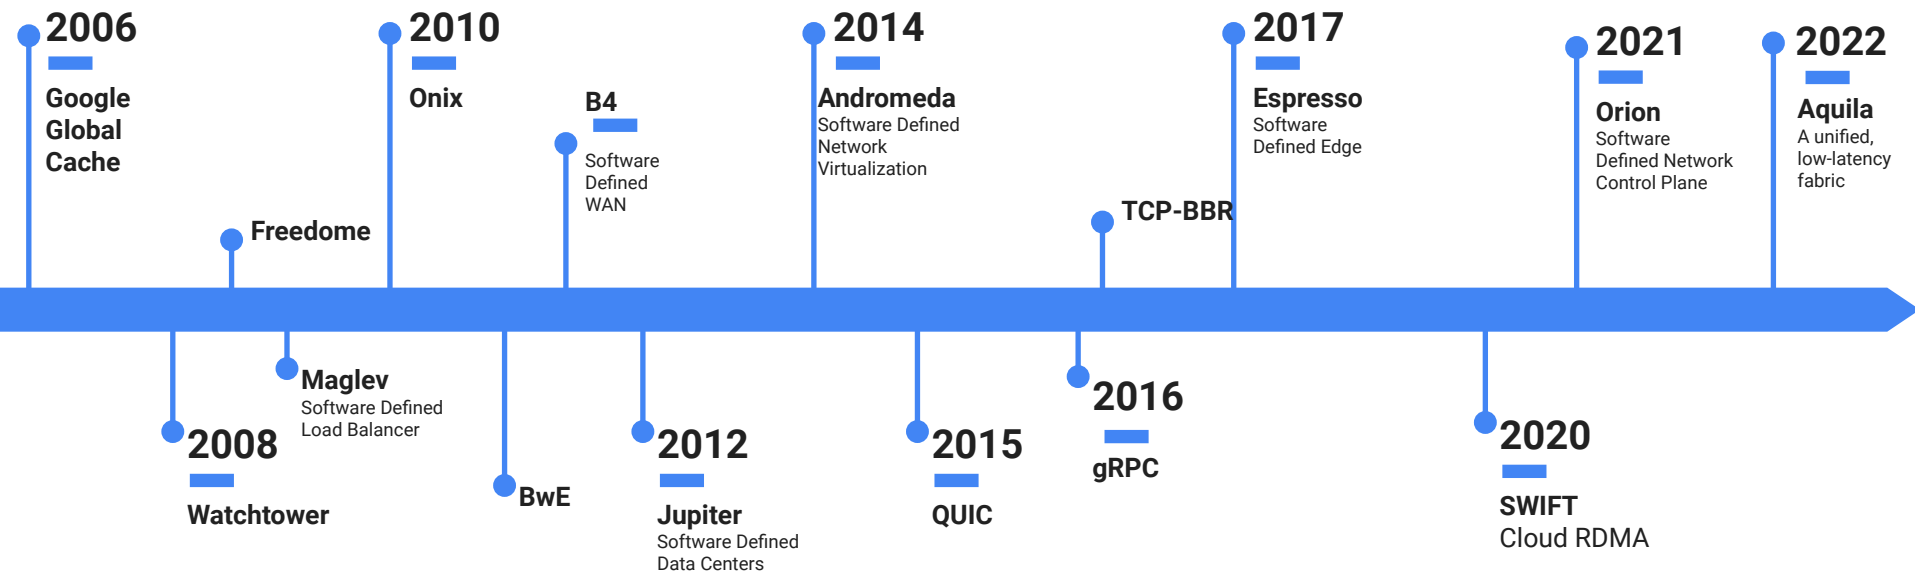 2006
Google
Global
Cache
2008
Watchtower
Freedome
Maglev
Software Defined
Load Balancer
2010
Onix
BwE
B4
Software
Defined
WAN
2012
Jupiter
Software Defined
Data Centers
2014
Andromeda
Software Defined
Network
Virtualization
2015
QUIC
2016
gRPC
TCP-BBR
2017
Espresso
Software
Defined Edge
2020
SWIFT
Cloud RDMA
2021
Orion
Software
Defined Network
Control Plane
2022
Aquila
A unified,
low-latency
fabric